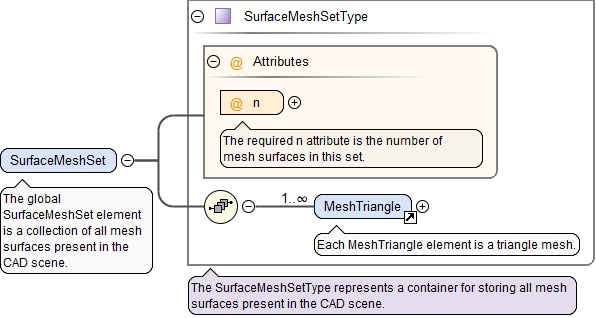 SurfaceMeshSetType
@ Attributes
@ n
The required n attribute is the number of
mesh surfaces in this set.
SurfaceMeshSet
The global
SurfaceMeshSet element
is a collection of all mesh
surfaces present in the
CAD scene.
1..∞
MeshTriangle
Each MeshTriangle element is a triangle mesh.
The SurfaceMeshSetType represents a container for storing all mesh
surfaces present in the CAD scene.